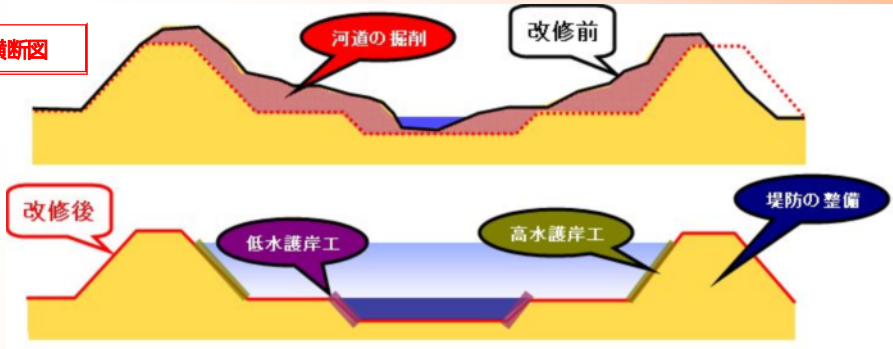 横断図
河道の掘削
改修前
改修後
低水護岸工
高水護岸工
堤防の整備